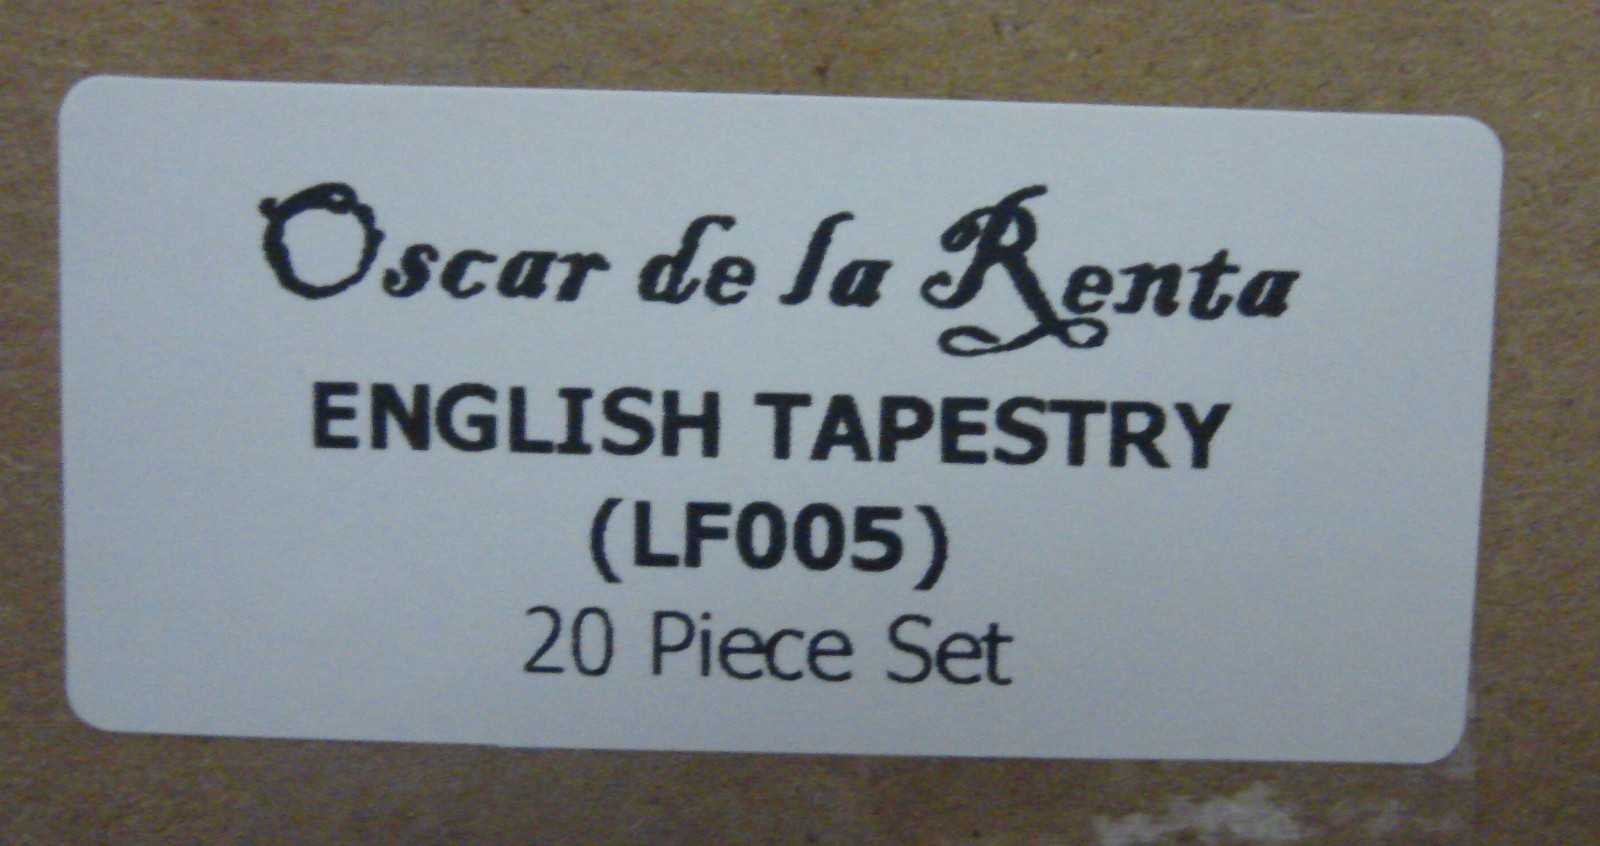 Oscar de la Renta
ENGLISH TAPESTRY
(LF005)
20 Piece Set